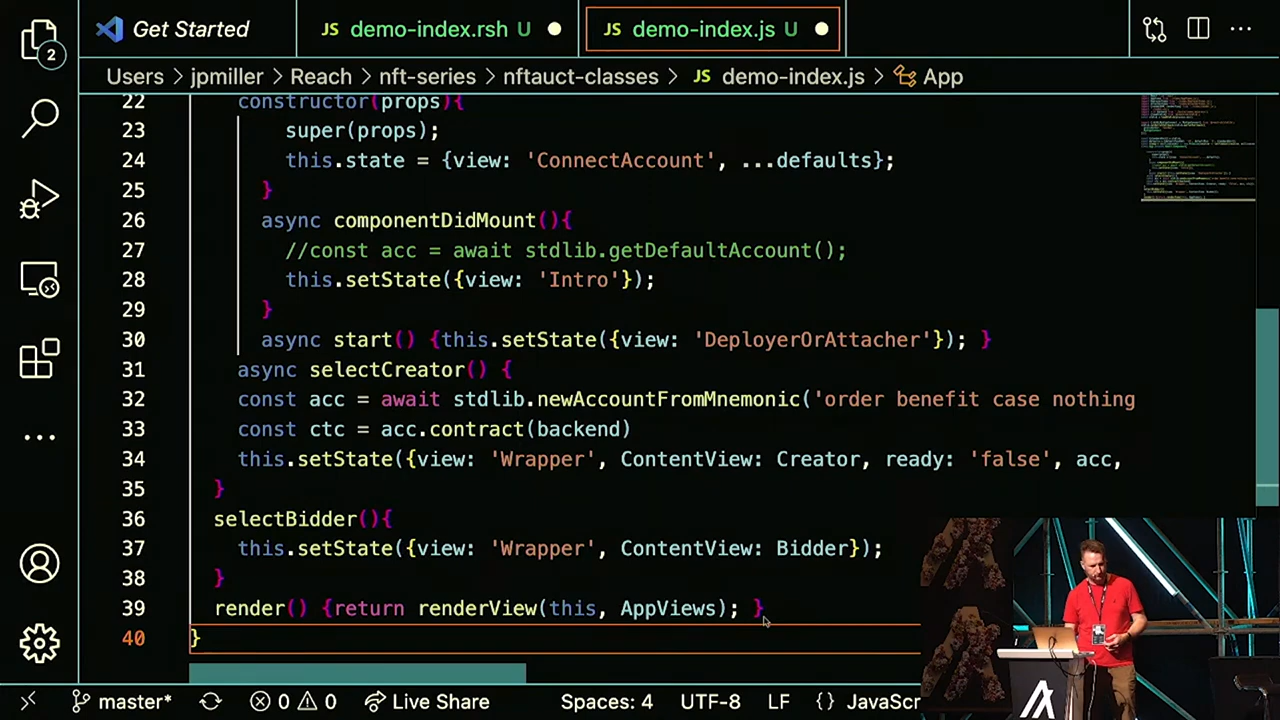 Get Started
JS demo-index.rsh U
JS demo-index.js U
2
Users > jpmiller > Reach > nft-series > nftauct-classes > JS demo-index.js > App
22 constructor(props){
23 super(props);
24 this.state = {view: 'ConnectAccount', ...defaults};
25 }
26 async componentDidMount(){
27 //const acc = await stdlib.getDefaultAccount();
28 this.setState({view: 'Intro'});
29 }
30 async start() {this.setState({view: 'DeployerOrAttacher'}); }
31 async selectCreator() {
32 const acc = await stdlib.newAccountFromMnemonic('order benefit case nothing
33 const ctc = acc.contract(backend)
34 this.setState({view: 'Wrapper', ContentView: Creator, ready: 'false', acc,
35 }
36 selectBidder(){
37 this.setState({view: 'Wrapper', ContentView: Bidder});
38 }
39 render() {return renderView(this, AppViews); }
40 }
master* 0 0 Live Share Spaces: 4 UTF-8 LF {} JavaScr